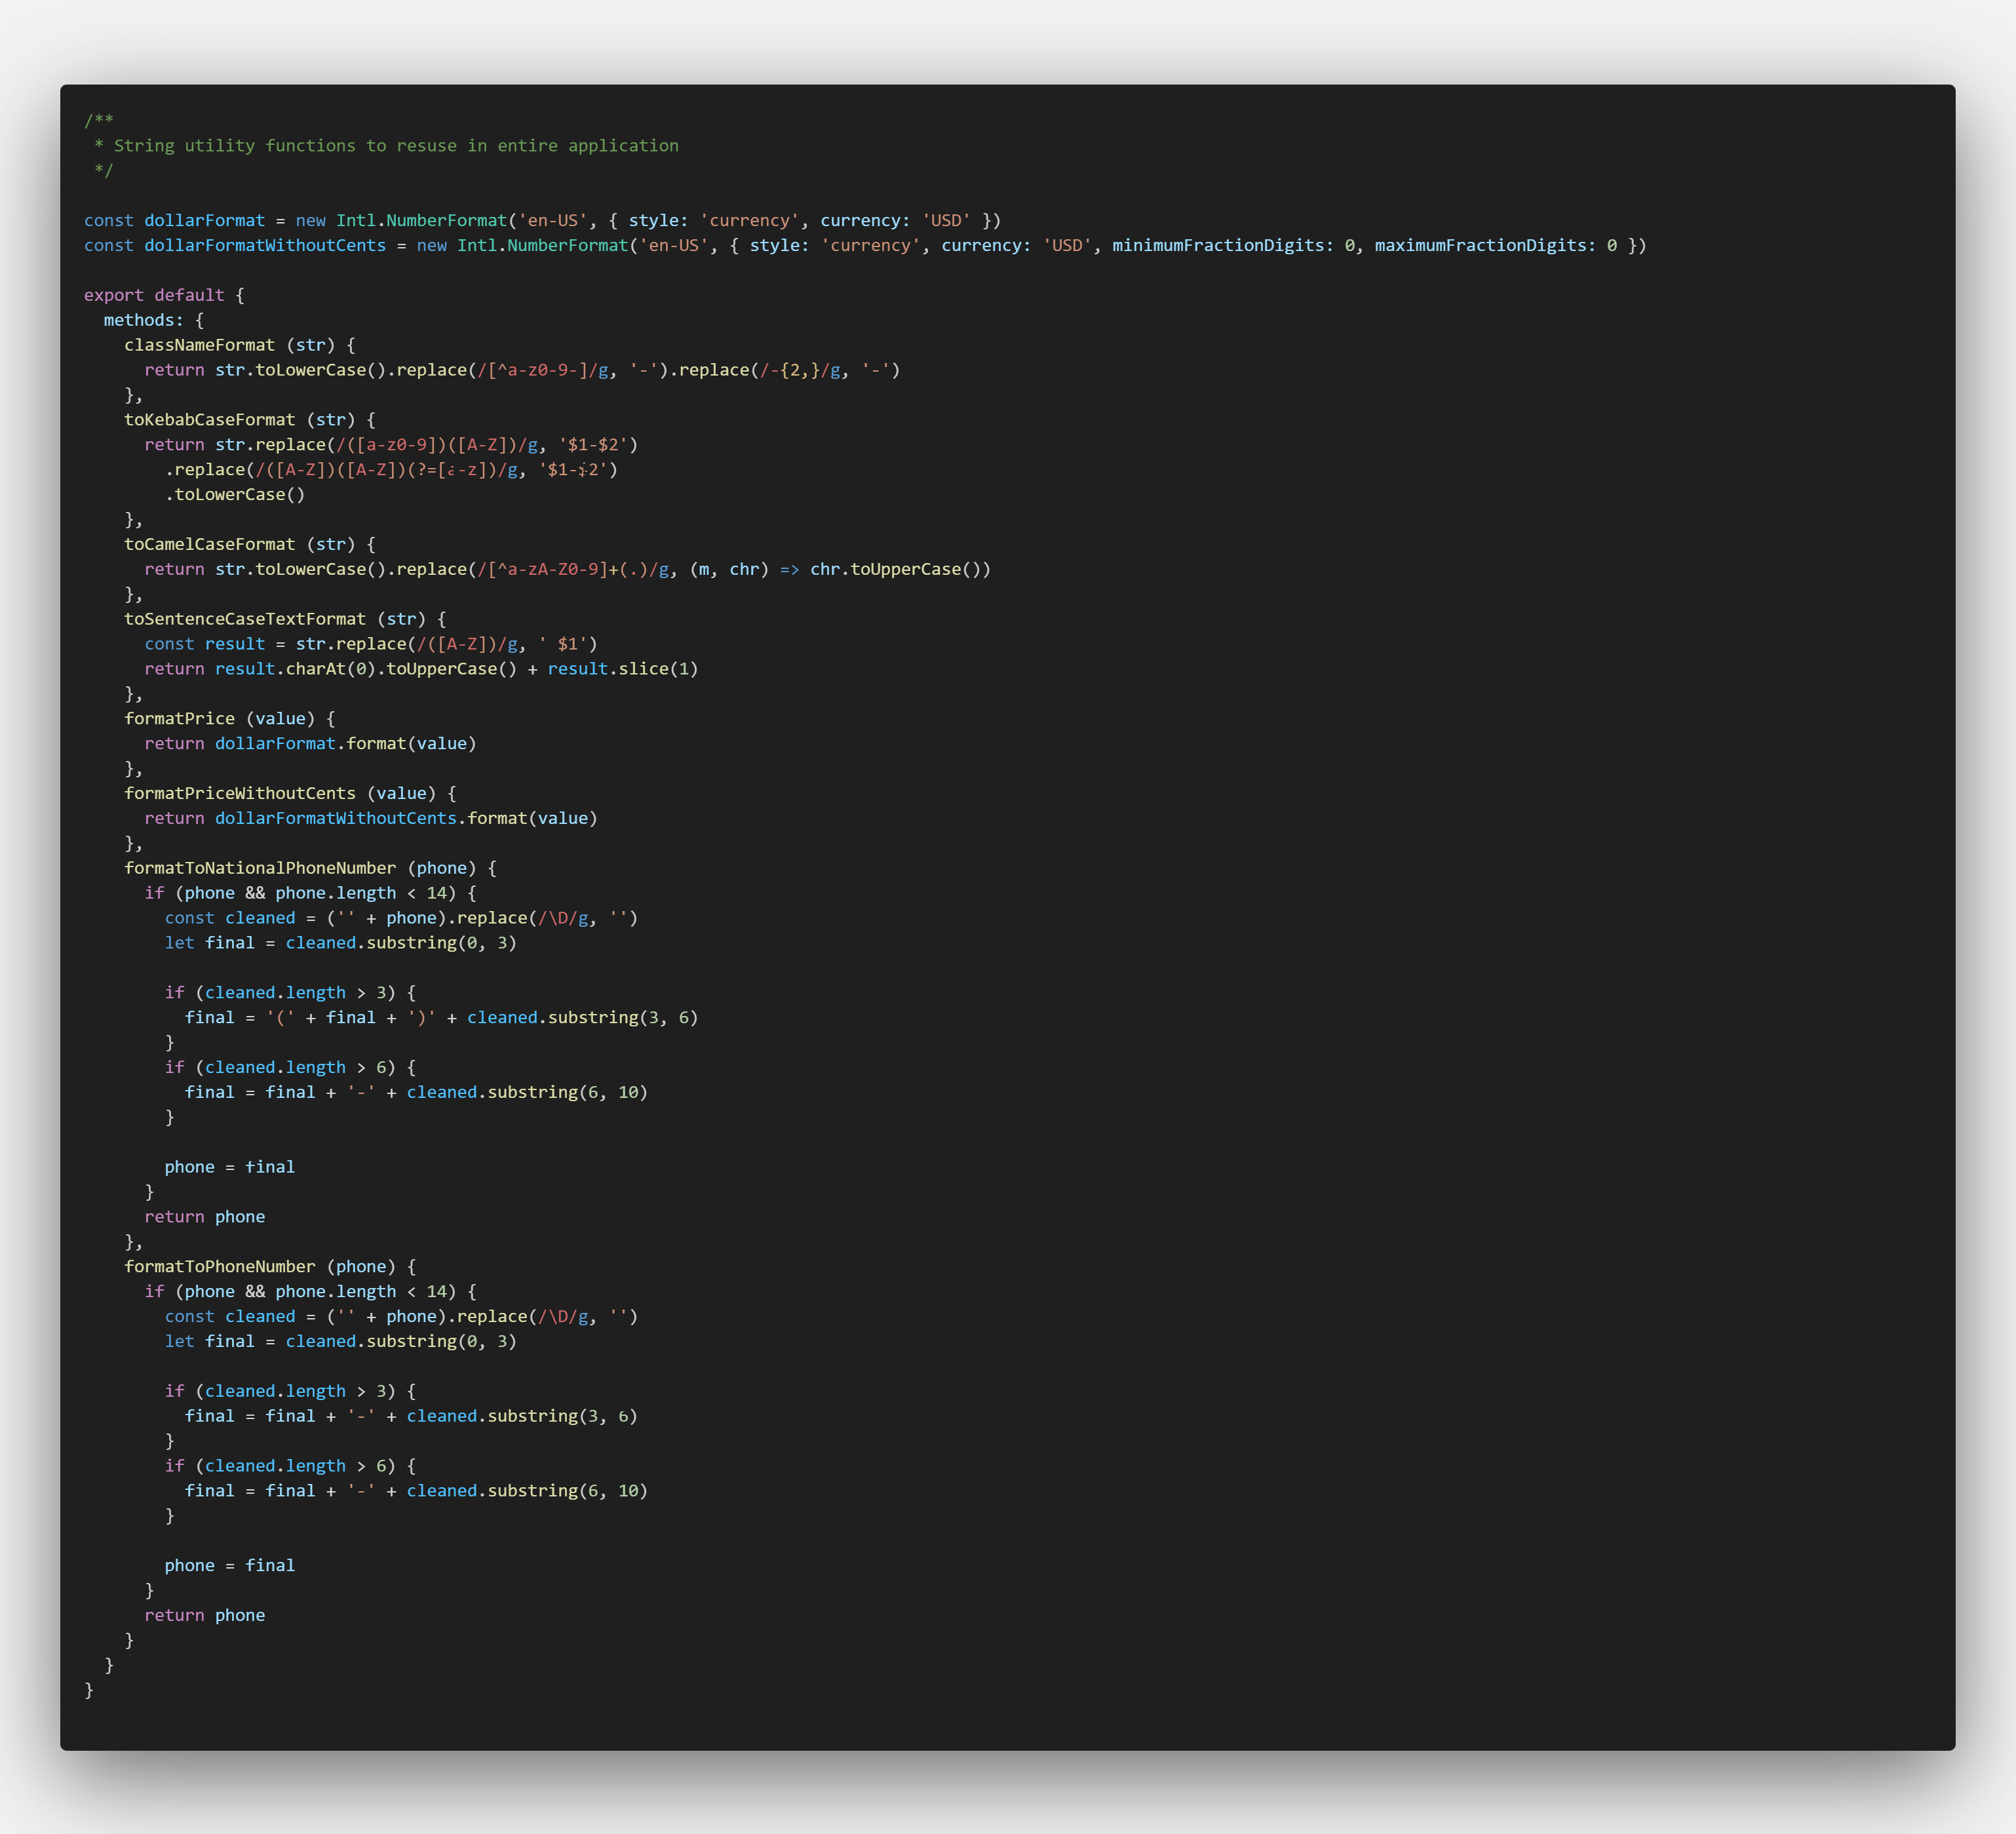 /**
 * String utility functions to resuse in entire application
 */

const dollarFormat = new Intl.NumberFormat('en-US', { style: 'currency', currency: 'USD' })
const dollarFormatWithoutCents = new Intl.NumberFormat('en-US', { style: 'currency', currency: 'USD', minimumFractionDigits: 0, maximumFractionDigits: 0 })

export default {
  methods: {
    classNameFormat (str) {
      return str.toLowerCase().replace(/[^a-z0-9-]/g, '-').replace(/-{2,}/g, '-')
    },
    toKebabCaseFormat (str) {
      return str.replace(/([a-z0-9])([A-Z])/g, '$1-$2')
        .replace(/([A-Z])([A-Z])(?=[a-z])/g, '$1-$2')
        .toLowerCase()
    },
    toCamelCaseFormat (str) {
      return str.toLowerCase().replace(/[^a-zA-Z0-9]+(.)/g, (m, chr) => chr.toUpperCase())
    },
    toSentenceCaseTextFormat (str) {
      const result = str.replace(/([A-Z])/g, ' $1')
      return result.charAt(0).toUpperCase() + result.slice(1)
    },
    formatPrice (value) {
      return dollarFormat.format(value)
    },
    formatPriceWithoutCents (value) {
      return dollarFormatWithoutCents.format(value)
    },
    formatToNationalPhoneNumber (phone) {
      if (phone && phone.length < 14) {
        const cleaned = ('' + phone).replace(/\D/g, '')
        let final = cleaned.substring(0, 3)

        if (cleaned.length > 3) {
          final = '(' + final + ')' + cleaned.substring(3, 6)
        }
        if (cleaned.length > 6) {
          final = final + '-' + cleaned.substring(6, 10)
        }

        phone = final
      }
      return phone
    },
    formatToPhoneNumber (phone) {
      if (phone && phone.length < 14) {
        const cleaned = ('' + phone).replace(/\D/g, '')
        let final = cleaned.substring(0, 3)

        if (cleaned.length > 3) {
          final = final + '-' + cleaned.substring(3, 6)
        }
        if (cleaned.length > 6) {
          final = final + '-' + cleaned.substring(6, 10)
        }

        phone = final
      }
      return phone
    }
  }
}